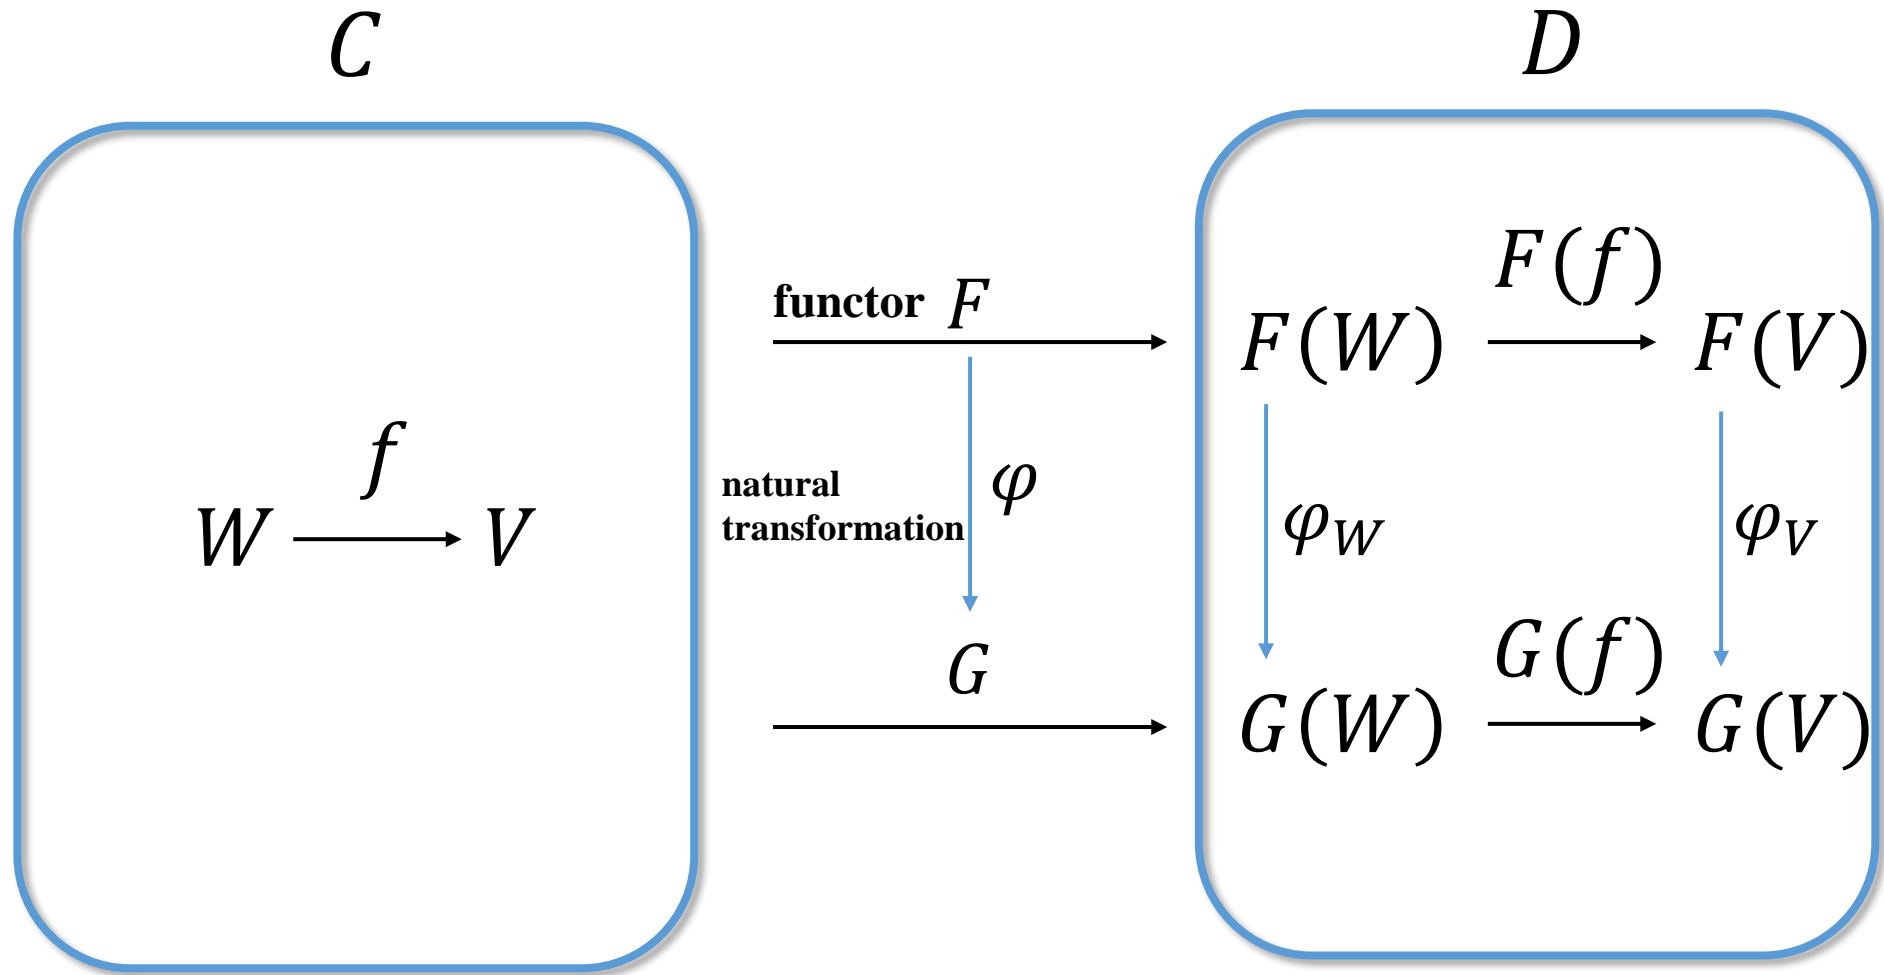 C
D
f
W V
functor F
natural
transformation
φ
G
F(f)
F(W) F(V)
φ_W φ_V
G(f)
G(W) G(V)